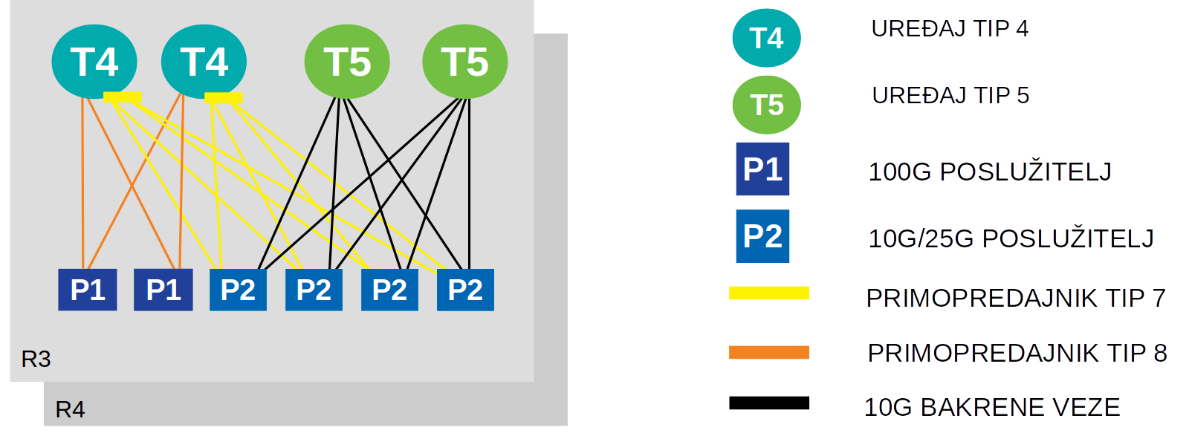 T4 T4 T5 T5
P1 P1 P2 P2 P2 P2
R3
R4
T4 UREĐAJ TIP 4
T5 UREĐAJ TIP 5
P1 100G POSLUŽITELJ
P2 10G/25G POSLUŽITELJ
PRIMOPREDAJNIK TIP 7
PRIMOPREDAJNIK TIP 8
10G BAKRENE VEZE